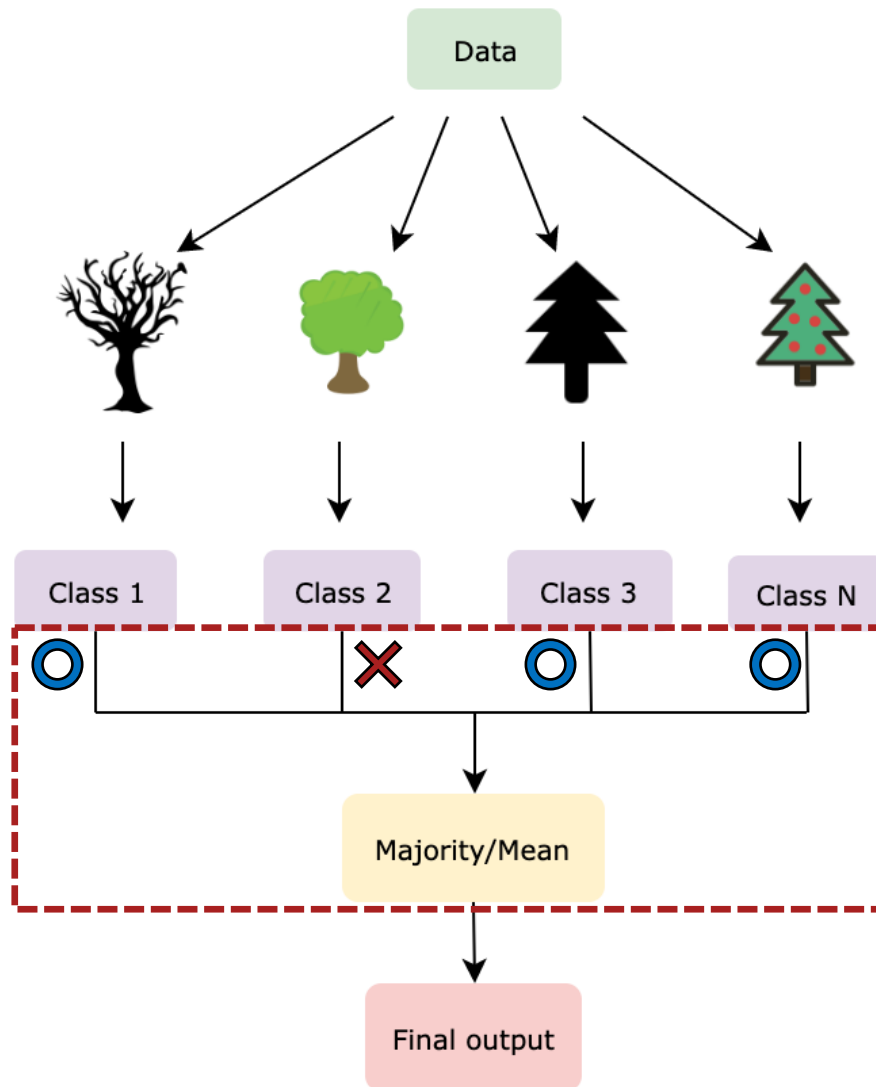 Data
Class 1
Class 2
Class 3
Class N
Majority/Mean
Final output